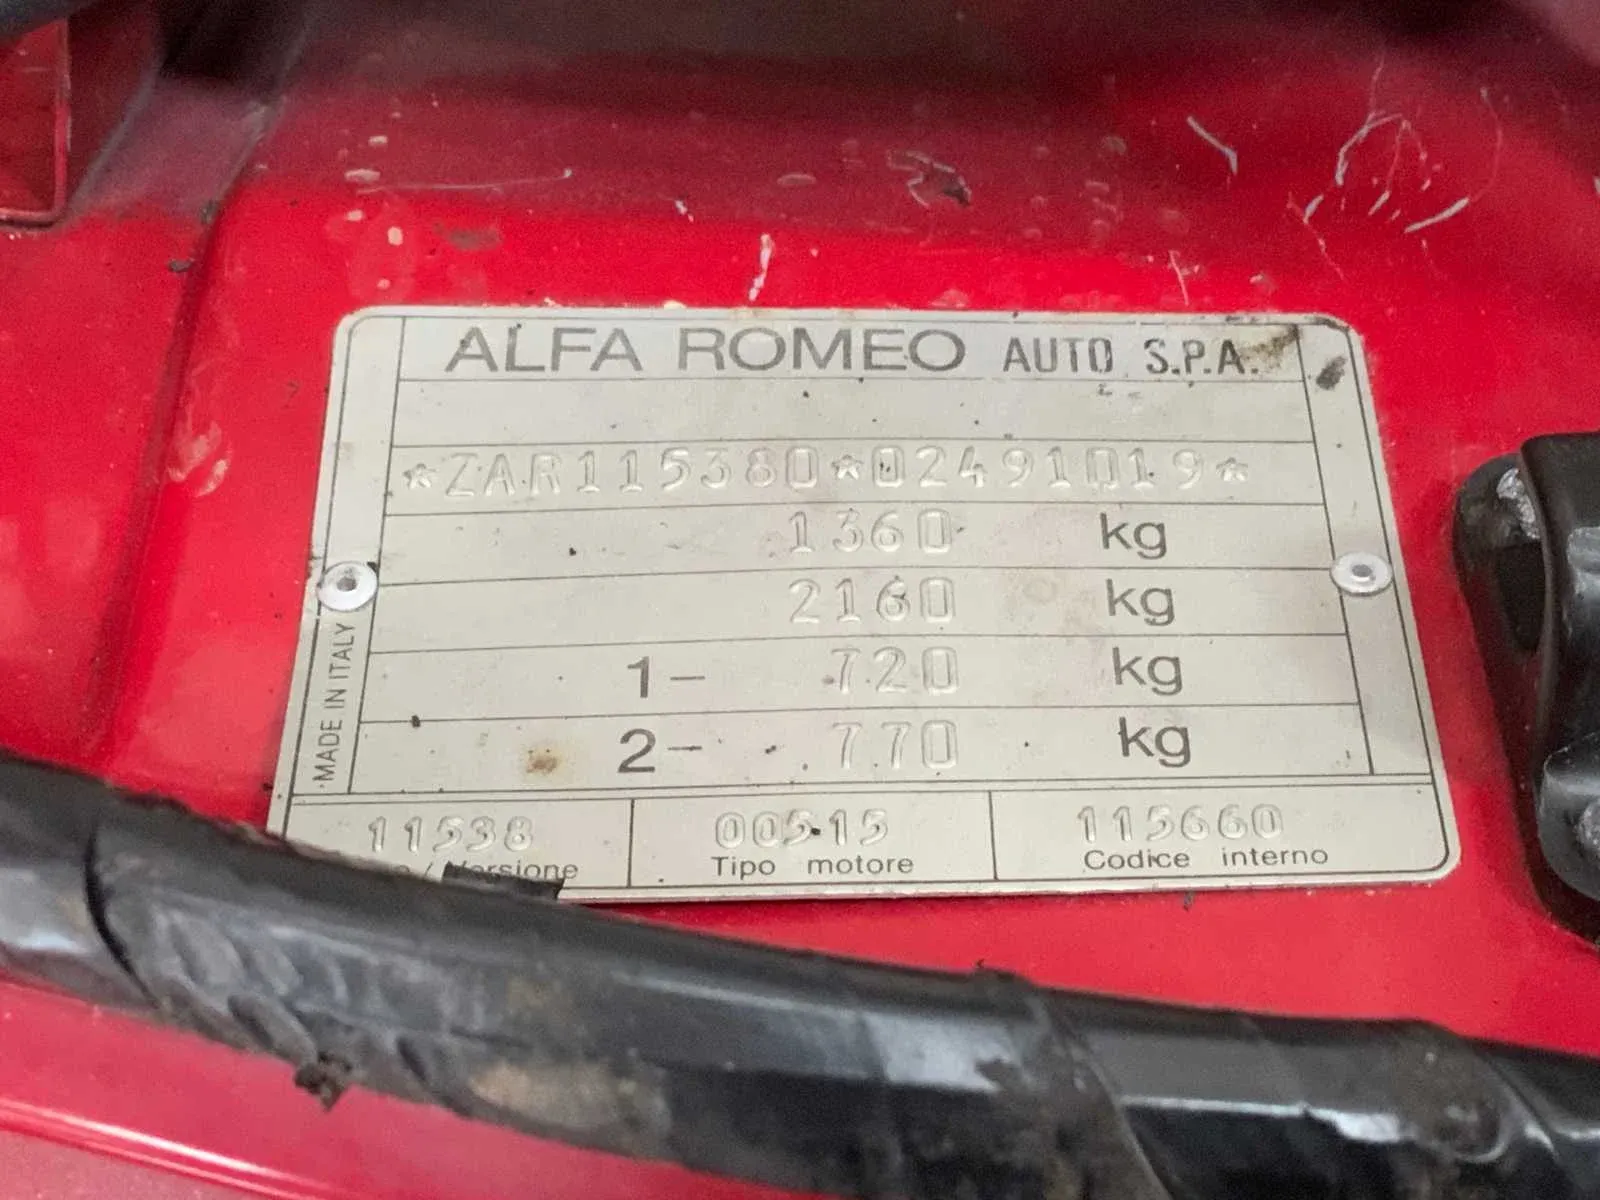 ALFA ROMEO AUTO S.P.A.
*ZAR115380*02491019*
1360 kg
2160 kg
1- 720 kg
2- 770 kg
MADE IN ITALY
11538 00515 115660
Tipo motore Codice interno